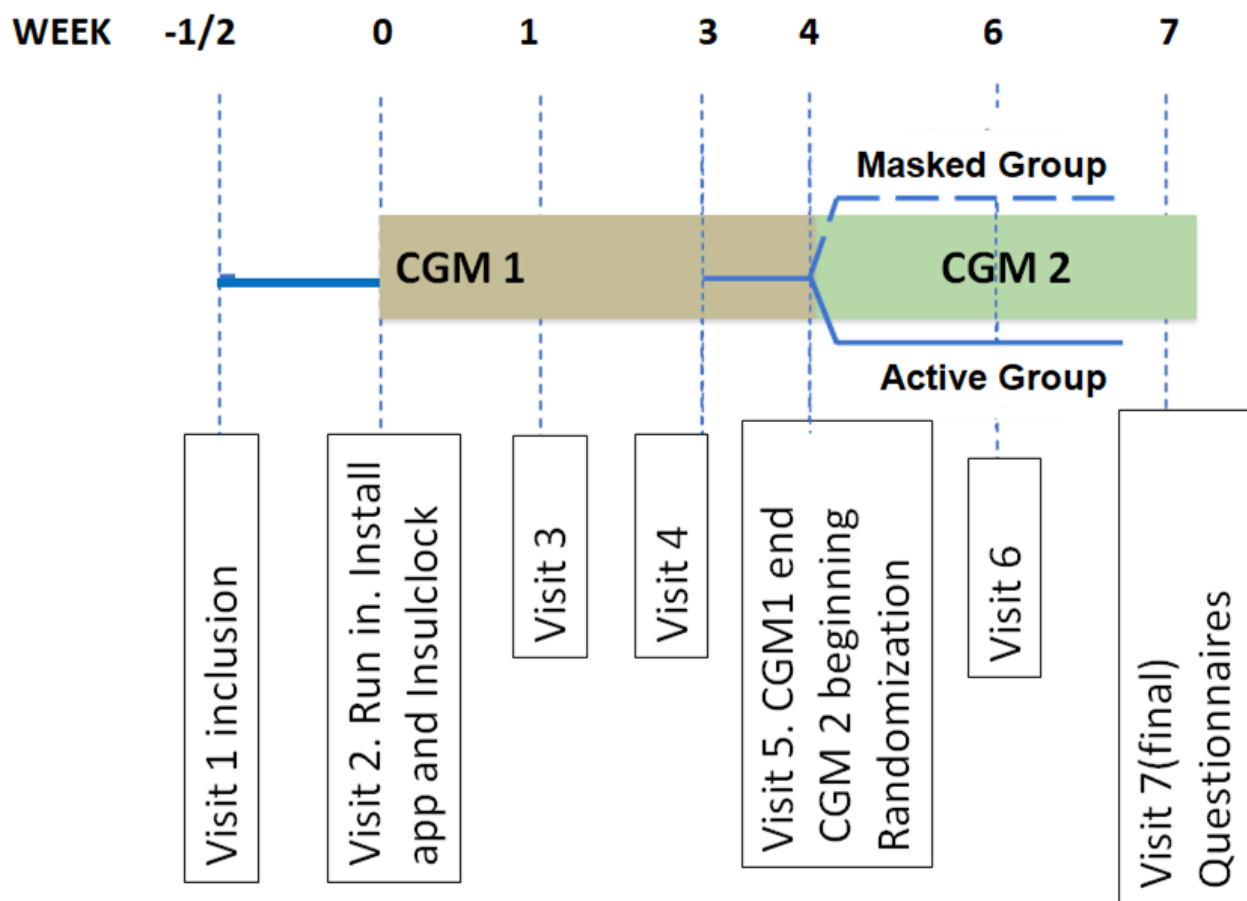 WEEK -1/2 0 1 3 4 6 7
Masked Group
CGM 1
CGM 2
Active Group
Visit 1 inclusion
Visit 2. Run in. Install
app and Insulclock
Visit 3
Visit 4
Visit 5. CGM1 end
CGM 2 beginning
Randomization
Visit 6
Visit 7(final)
Questionnaires